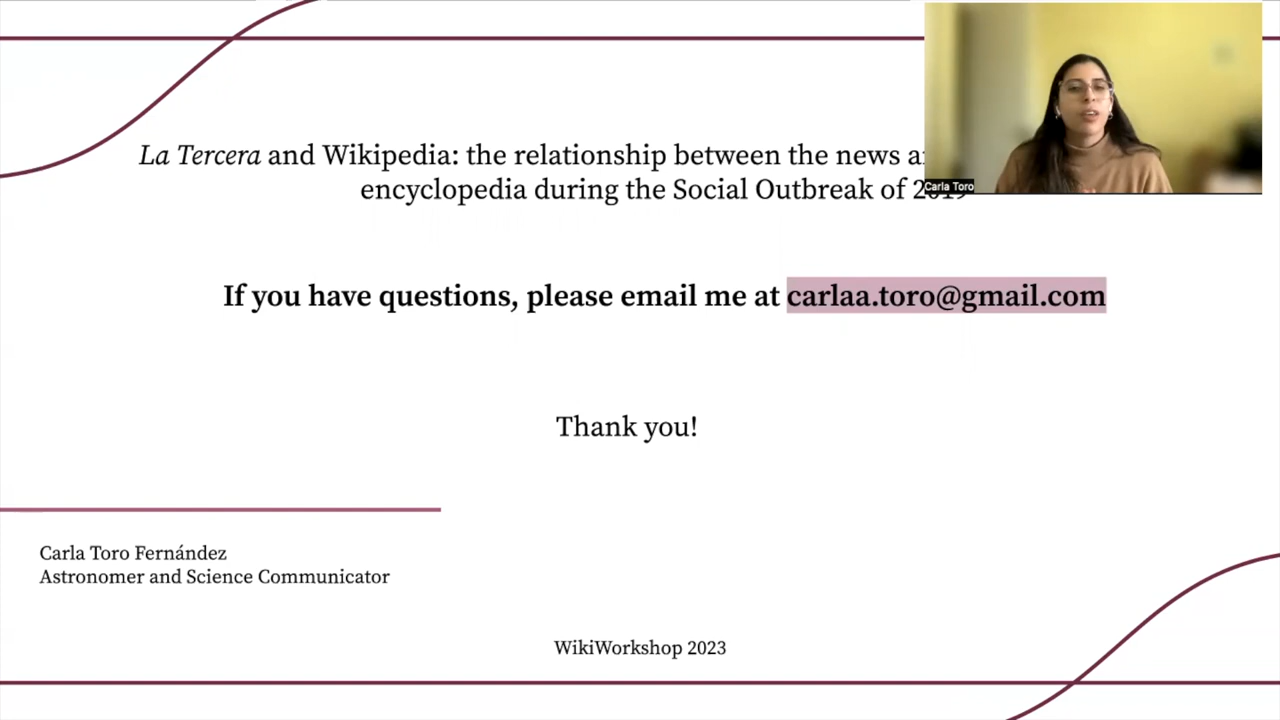 La Tercera and Wikipedia: the relationship between the news
encyclopedia during the Social Outbreak of 2019
Carla Toro
If you have questions, please email me at carlaa.toro@gmail.com
Thank you!
Carla Toro Fernández
Astronomer and Science Communicator
WikiWorkshop 2023